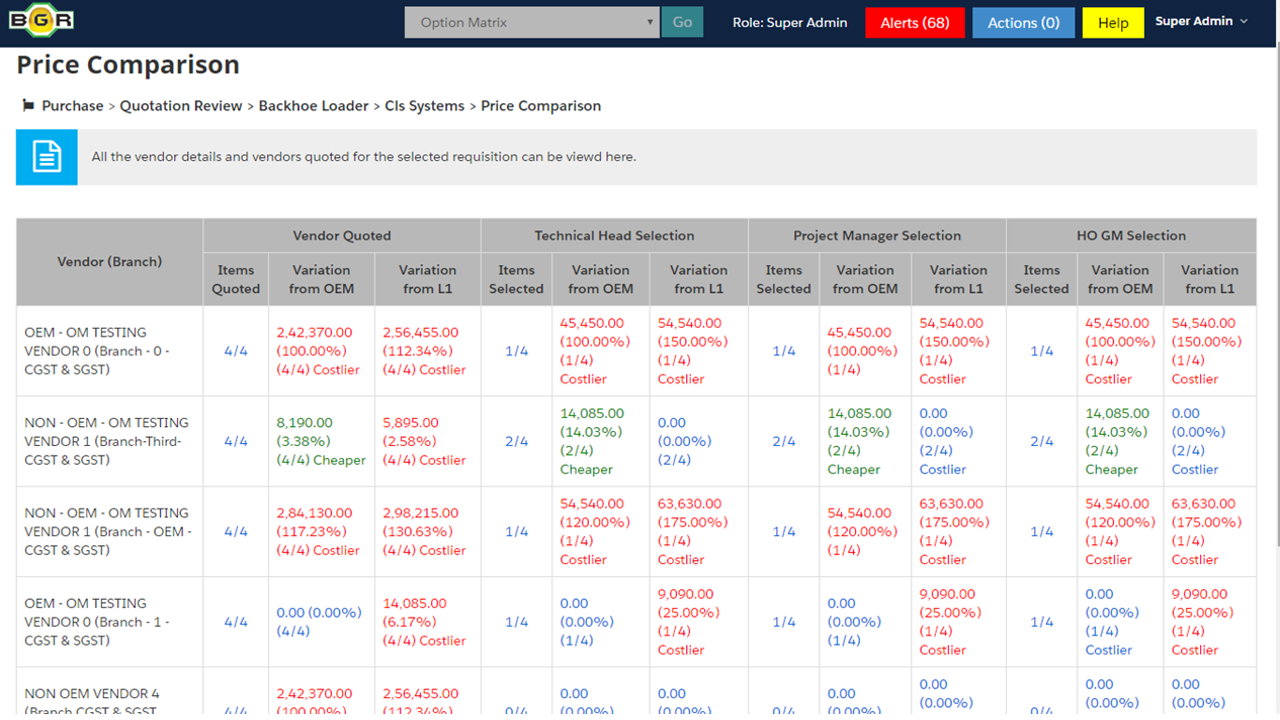 BGR
Option Matrix
Go
Role: Super Admin
Alerts (68)
Actions (0)
Help
Super Admin
Price Comparison
Purchase > Quotation Review > Backhoe Loader > Cls Systems > Price Comparison
All the vendor details and vendors quoted for the selected requisition can be viewd here.
Vendor (Branch)
Vendor Quoted
Technical Head Selection
Project Manager Selection
HO GM Selection
Items
Quoted
Variation
from OEM
Variation
from L1
Items
Selected
Variation
from OEM
Variation
from L1
Items
Selected
Variation
from OEM
Variation
from L1
Items
Selected
Variation
from OEM
Variation
from L1
OEM - OM TESTING
VENDOR 0 (Branch - 0 -
CGST & SGST)
4/4
2,42,370.00
(100.00%)
(4/4) Costlier
2,56,455.00
(112.34%)
(4/4) Costlier
1/4
45,450.00
(100.00%)
(1/4)
Costlier
54,540.00
(150.00%)
(1/4)
Costlier
1/4
45,450.00
(100.00%)
(1/4)
54,540.00
(150.00%)
(1/4)
Costlier
1/4
45,450.00
(100.00%)
(1/4)
Costlier
54,540.00
(150.00%)
(1/4)
Costlier
NON - OEM - OM TESTING
VENDOR 1 (Branch-Third-
CGST & SGST)
4/4
8,190.00
(3.38%)
(4/4) Cheaper
5,895.00
(2.58%)
(4/4) Costlier
2/4
14,085.00
(14.03%)
(2/4)
Cheaper
0.00
(0.00%)
(2/4)
2/4
14,085.00
(14.03%)
(2/4)
Cheaper
0.00
(0.00%)
(2/4)
Costlier
2/4
14,085.00
(14.03%)
(2/4)
Cheaper
0.00
(0.00%)
(2/4)
Costlier
NON - OEM - OM TESTING
VENDOR 1 (Branch - OEM -
CGST & SGST)
4/4
2,84,130.00
(117.23%)
(4/4) Costlier
2,98,215.00
(130.63%)
(4/4) Costlier
1/4
54,540.00
(120.00%)
(1/4)
Costlier
63,630.00
(175.00%)
(1/4)
Costlier
1/4
54,540.00
(120.00%)
(1/4)
63,630.00
(175.00%)
(1/4)
Costlier
1/4
54,540.00
(120.00%)
(1/4)
Costlier
63,630.00
(175.00%)
(1/4)
Costlier
OEM - OM TESTING
VENDOR 0 (Branch - 1 -
CGST & SGST)
4/4
0.00 (0.00%)
(4/4)
14,085.00
(6.17%)
(4/4) Costlier
1/4
0.00
(0.00%)
(1/4)
9,090.00
(25.00%)
(1/4)
Costlier
1/4
0.00
(0.00%)
(1/4)
9,090.00
(25.00%)
(1/4)
Costlier
1/4
0.00
(0.00%)
(1/4)
Costlier
9,090.00
(25.00%)
(1/4)
Costlier
NON OEM VENDOR 4
(Branch CGST & SGST
4/4
2,42,370.00
(100.00%)
2,56,455.00
(112.34%)
0/4
0.00
(0.00%)
0.00
(0.00%)
0/4
0.00
(0.00%)
0.00
(0.00%)
0/4
0.00
(0.00%)
0.00
(0.00%)